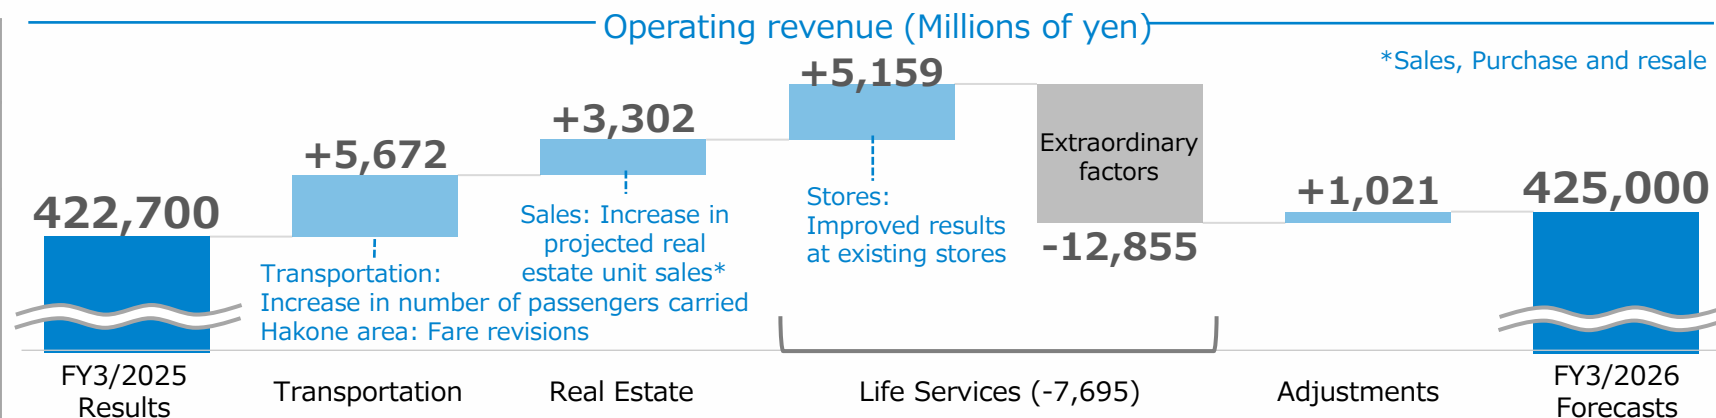 Operating revenue (Millions of yen)
*Sales, Purchase and resale
422,700
+5,672
+3,302
+5,159
Extraordinary
factors
-12,855
+1,021
425,000
Transportation:
Increase in number of passengers carried
Hakone area: Fare revisions
Sales: Increase in
projected real
estate unit sales*
Stores:
Improved results
at existing stores
FY3/2025
Results
Transportation
Real Estate
Life Services (-7,695)
Adjustments
FY3/2026
Forecasts